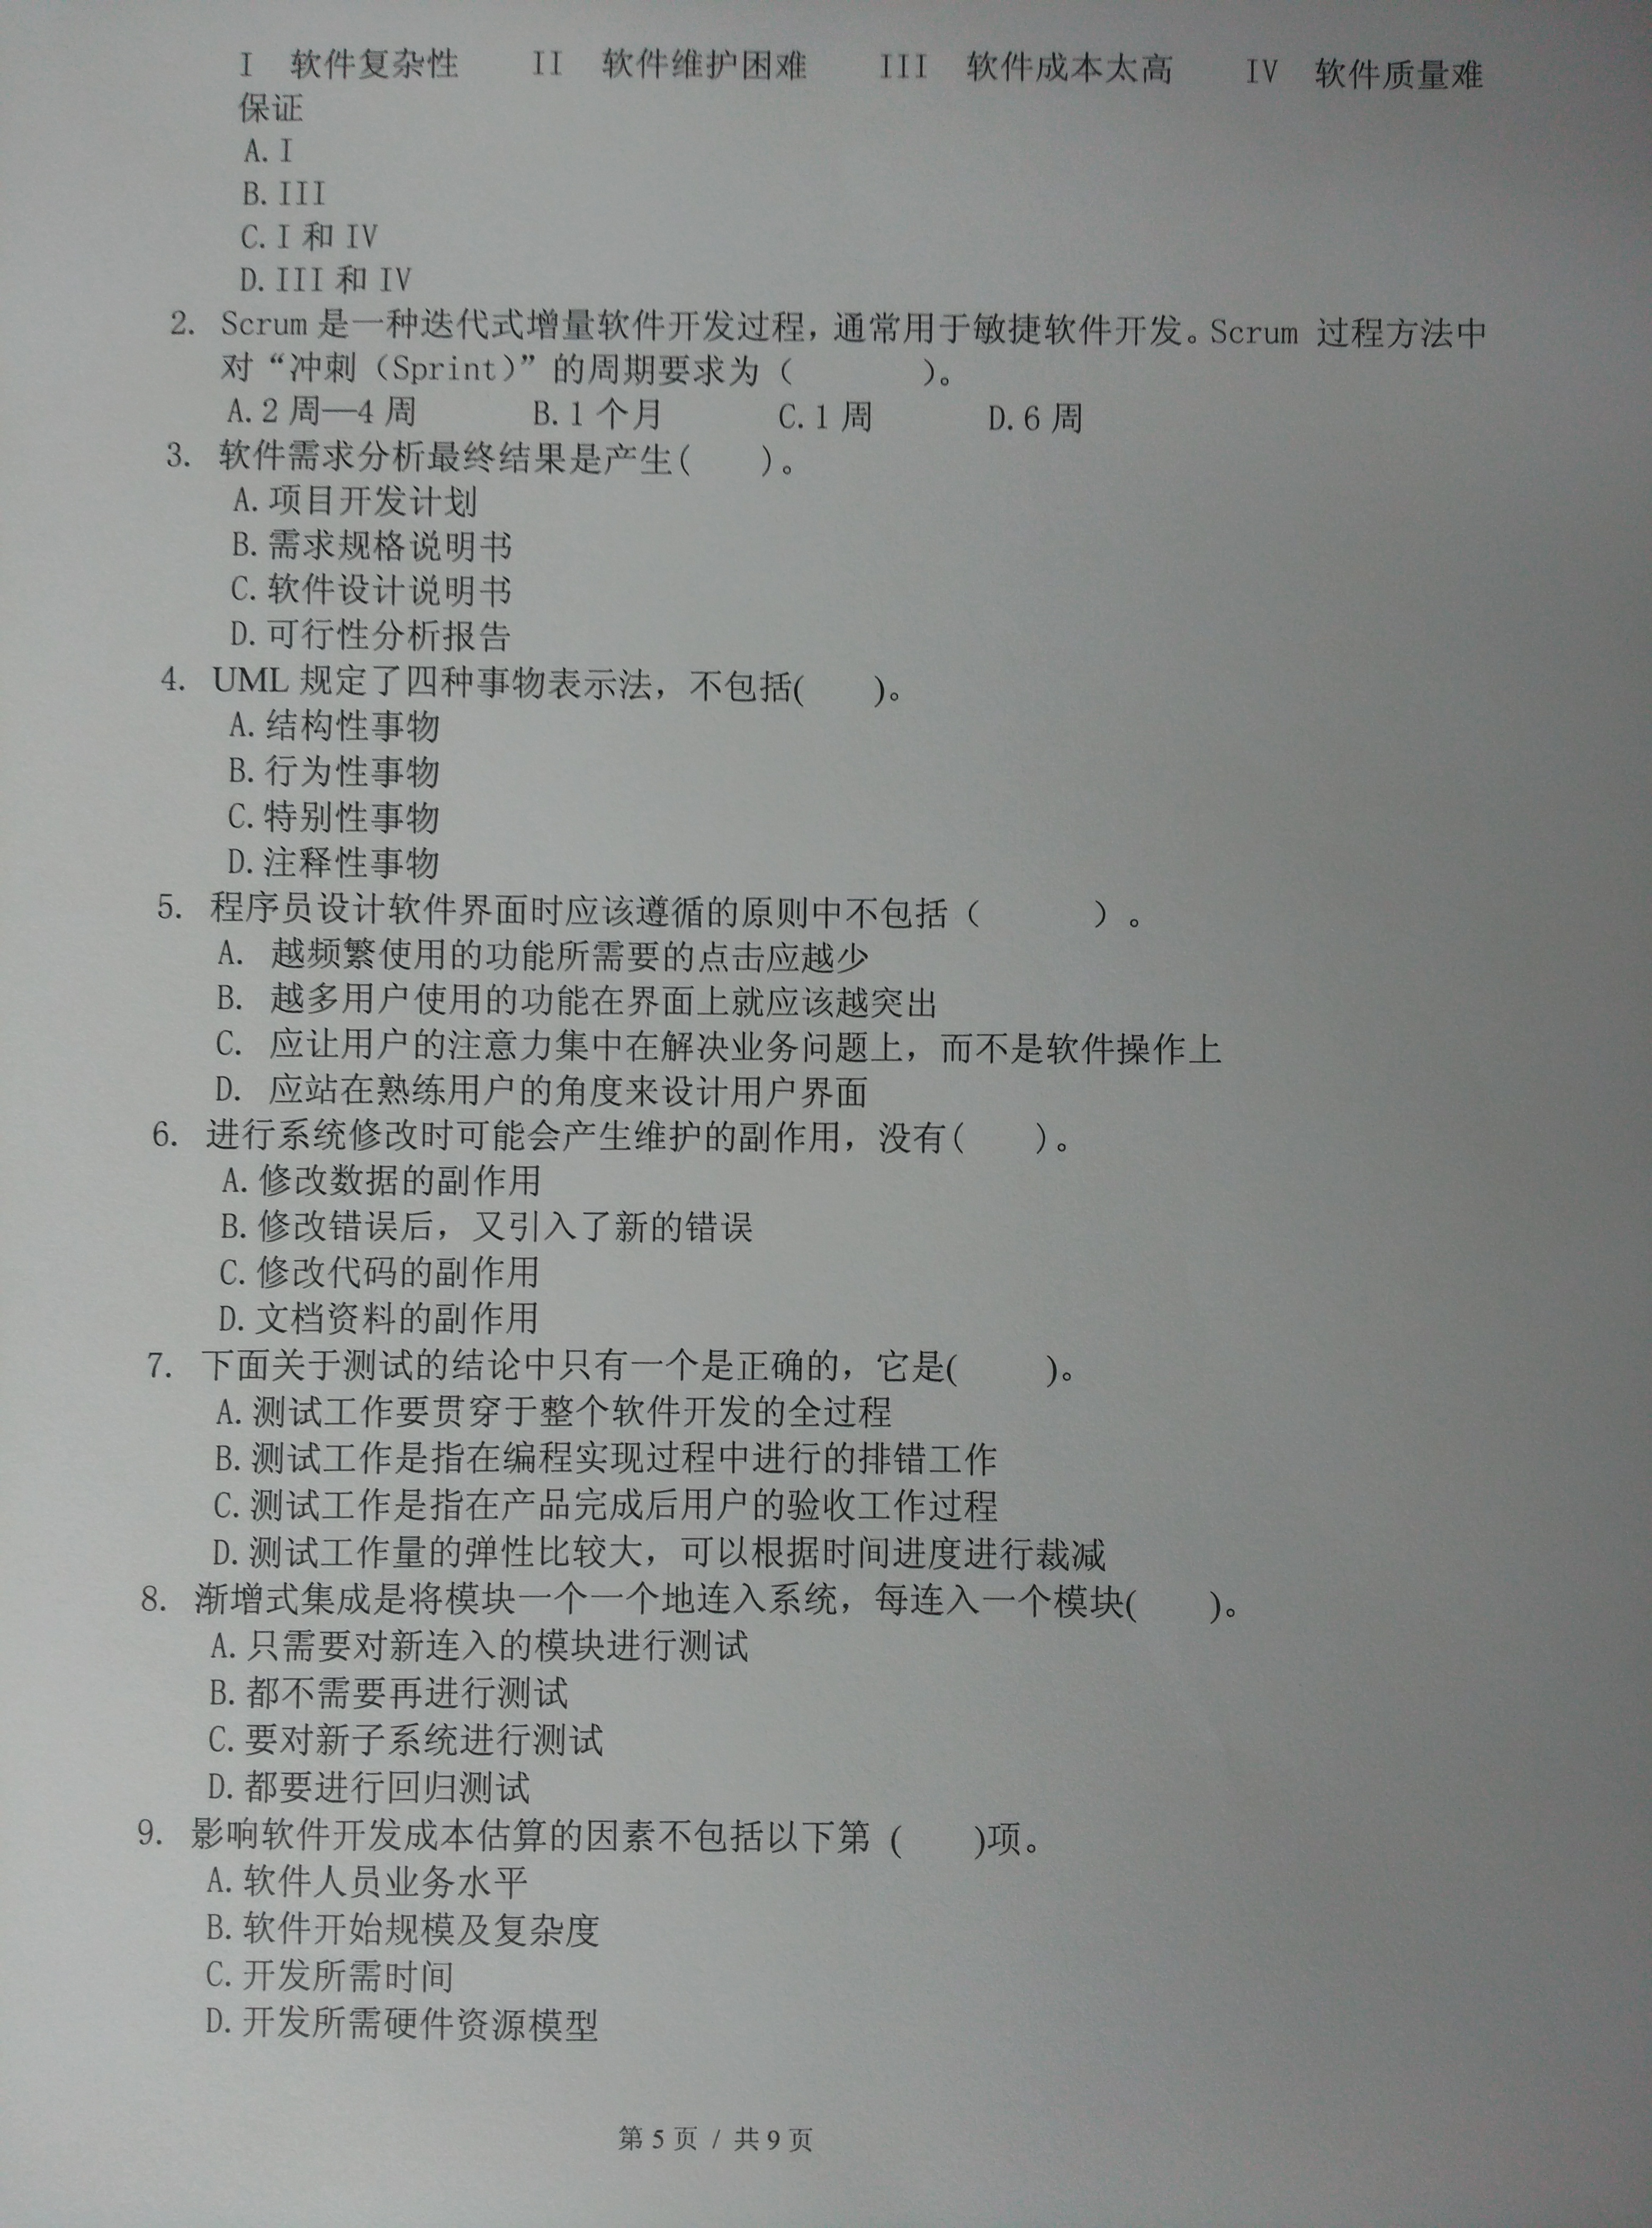 I 软件复杂性 II 软件维护困难 III 软件成本太高 IV 软件质量难
保证
A.I
B.III
C.I 和 IV
D.III 和 IV
2. Scrum 是一种迭代式增量软件开发过程，通常用于敏捷软件开发。Scrum 过程方法中
对“冲刺（Sprint）”的周期要求为（ ）。
A.2 周—4 周 B.1 个月 C.1 周 D.6 周
3. 软件需求分析最终结果是产生( )。
A.项目开发计划
B.需求规格说明书
C.软件设计说明书
D.可行性分析报告
4. UML 规定了四种事物表示法，不包括( )。
A.结构性事物
B.行为性事物
C.特别性事物
D.注释性事物
5. 程序员设计软件界面时应该遵循的原则中不包括（ ）。
A. 越频繁使用的功能所需要的点击应越少
B. 越多用户使用的功能在界面上就应该越突出
C. 应让用户的注意力集中在解决业务问题上，而不是软件操作上
D. 应站在熟练用户的角度来设计用户界面
6. 进行系统修改时可能会产生维护的副作用，没有( )。
A.修改数据的副作用
B.修改错误后，又引入了新的错误
C.修改代码的副作用
D.文档资料的副作用
7. 下面关于测试的结论中只有一个是正确的，它是( )。
A.测试工作要贯穿于整个软件开发的全过程
B.测试工作是指在编程实现过程中进行的排错工作
C.测试工作是指在产品完成后用户的验收工作过程
D.测试工作量的弹性比较大，可以根据时间进度进行裁减
8. 渐增式集成是将模块一个一个地连入系统，每连入一个模块( )。
A.只需要对新连入的模块进行测试
B.都不需要再进行测试
C.要对新子系统进行测试
D.都要进行回归测试
9. 影响软件开发成本估算的因素不包括以下第 ( )项。
A.软件人员业务水平
B.软件开始规模及复杂度
C.开发所需时间
D.开发所需硬件资源模型
第 5 页 / 共 9 页